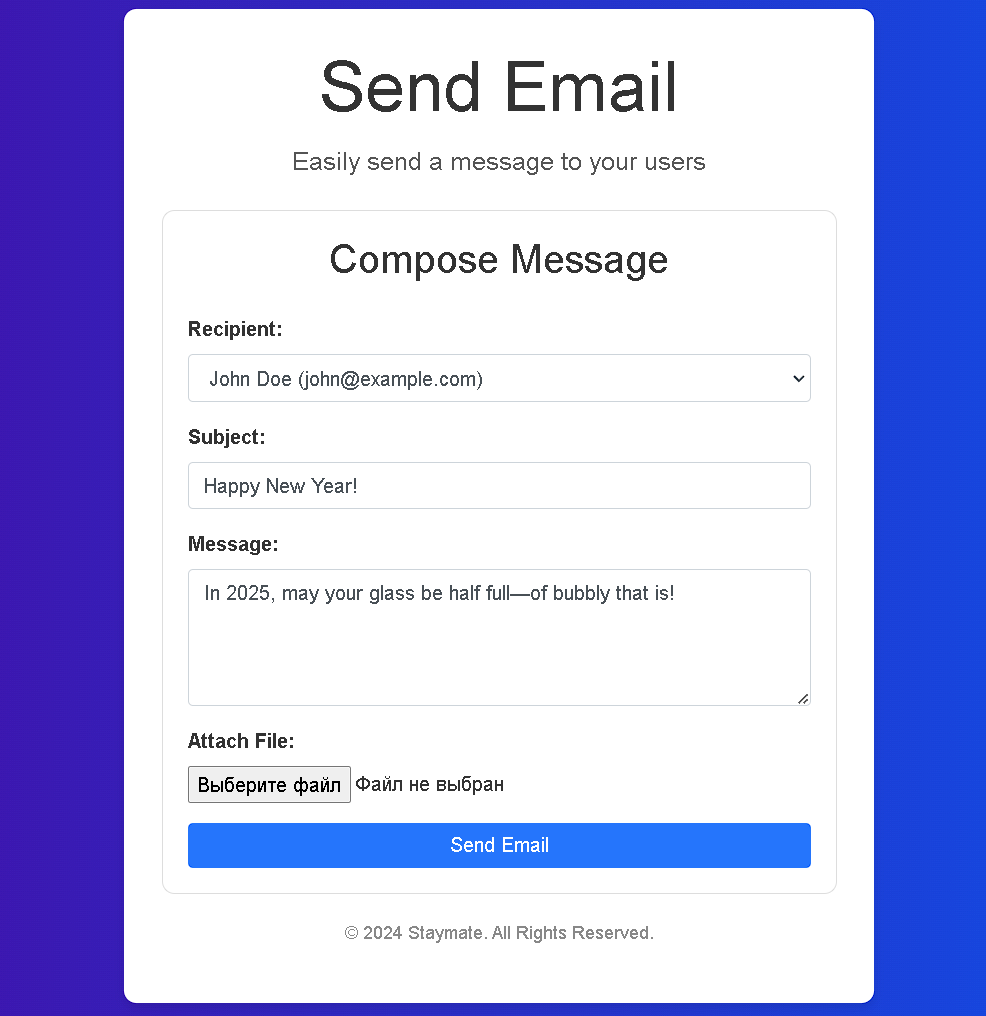 Send Email
Easily send a message to your users
Compose Message
Recipient:
John Doe (john@example.com)
Subject:
Happy New Year!
Message:
In 2025, may your glass be half full—of bubbly that is!
Attach File:
Выберите файл Файл не выбран
Send Email
© 2024 Staymate. All Rights Reserved.